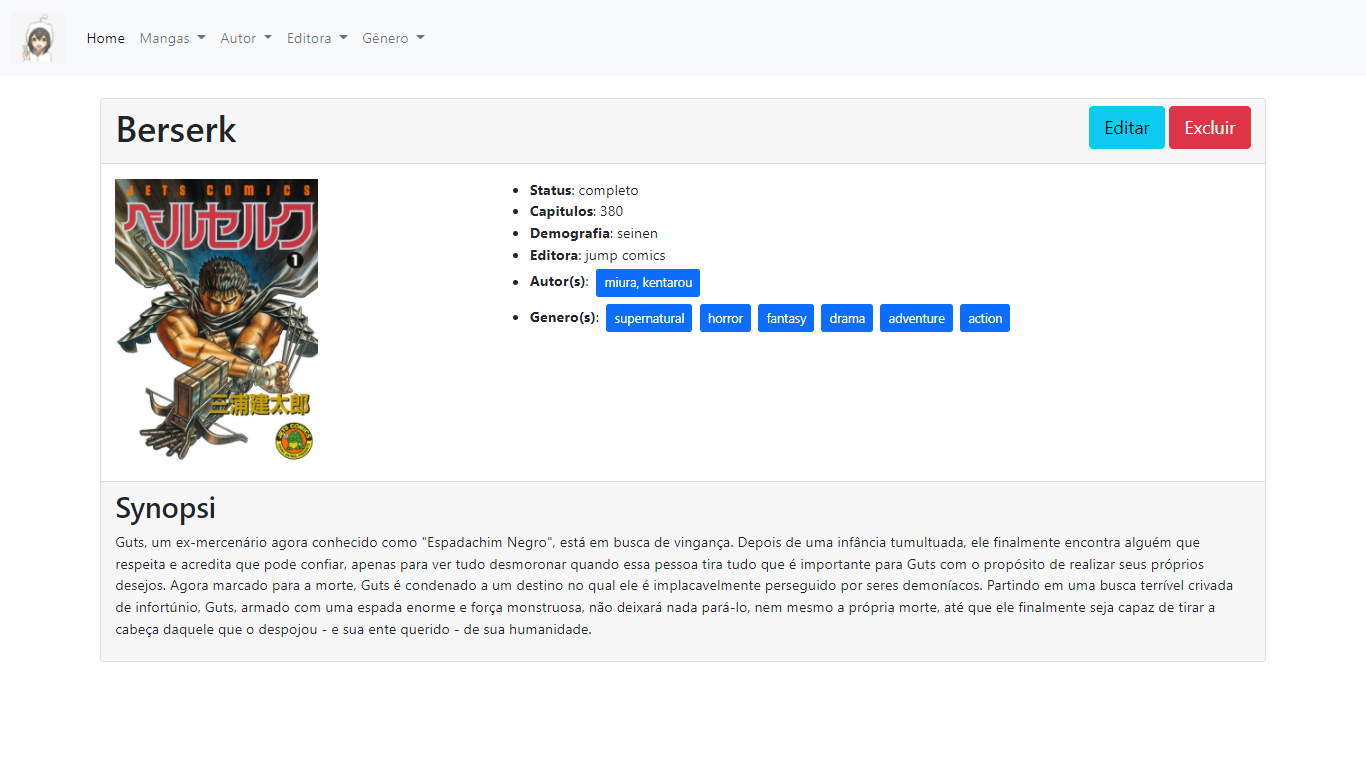 Home Mangas Autor Editora Gênero
Berserk
Editar Excluir
JETS COMICS
ベルセルク
1
三浦建太郎
JETS COMICS
Status: completo
Capitulos: 380
Demografia: seinen
Editora: jump comics
Autor(s): miura, kentarou
Genero(s): supernatural horror fantasy drama adventure action
Synopsi
Guts, um ex-mercenário agora conhecido como "Espadachim Negro", está em busca de vingança. Depois de uma infância tumultuada, ele finalmente encontra alguém que
respeita e acredita que pode confiar, apenas para ver tudo desmoronar quando essa pessoa tira tudo que é importante para Guts com o propósito de realizar seus próprios
desejos. Agora marcado para a morte, Guts é condenado a um destino no qual ele é implacavelmente perseguido por seres demoníacos. Partindo em uma busca terrível crivada
de infortúnio, Guts, armado com uma espada enorme e força monstruosa, não deixará nada pará-lo, nem mesmo a própria morte, até que ele finalmente seja capaz de tirar a
cabeça daquele que o despojou - e sua ente querido - de sua humanidade.